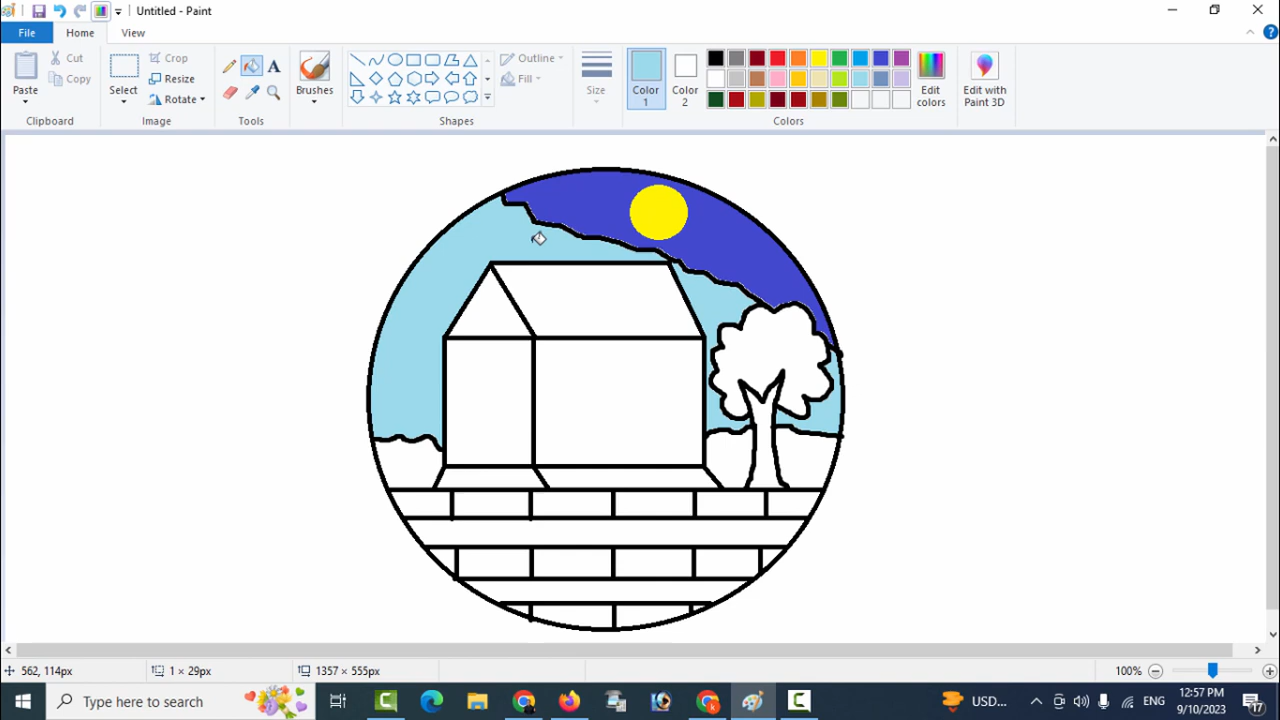 Untitled - Paint
File Home View
Paste
Cut
Copy
Clipboard
Select
Crop
Resize
Rotate
Image
A
Tools
Brushes
Outline
Fill
Shapes
Size
Color 1
Color 2
Edit colors
Colors
Edit with Paint 3D
562, 114px
1 × 29px
1357 × 555px
100%
Type here to search
USD...
ENG
12:57 PM
9/10/2023
17